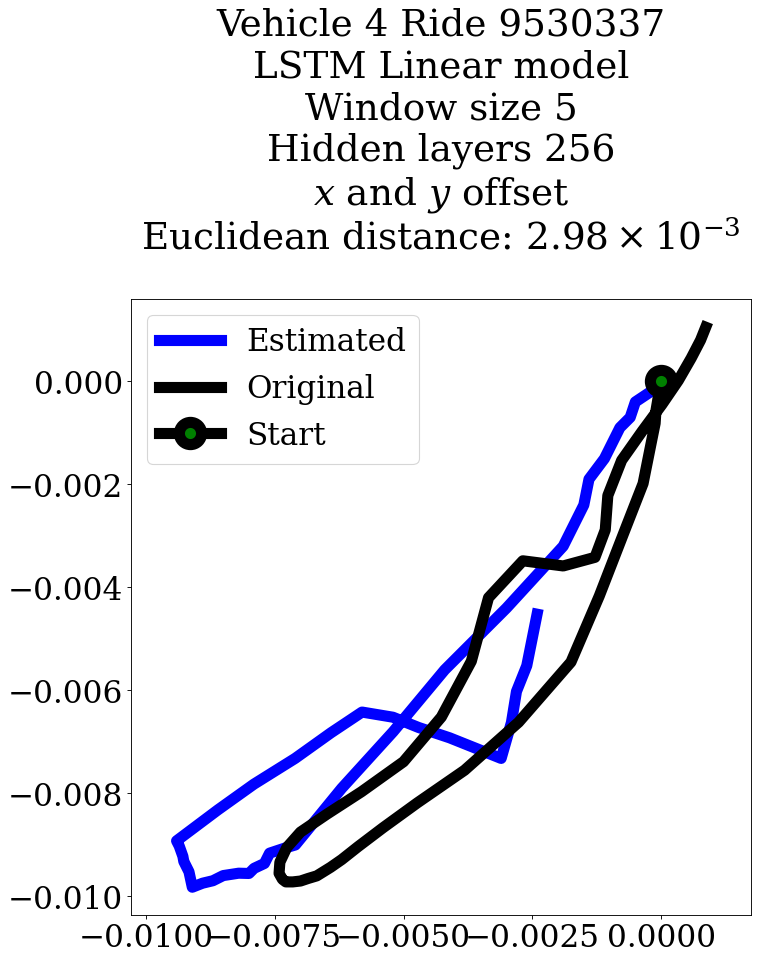 Vehicle 4 Ride 9530337
LSTM Linear model
Window size 5
Hidden layers 256
x and y offset
Euclidean distance: 2.98 × 10⁻³
Estimated
Original
Start
0.000
−0.002
−0.004
−0.006
−0.008
−0.010
−0.0100 −0.0075 −0.0050 −0.0025 0.0000